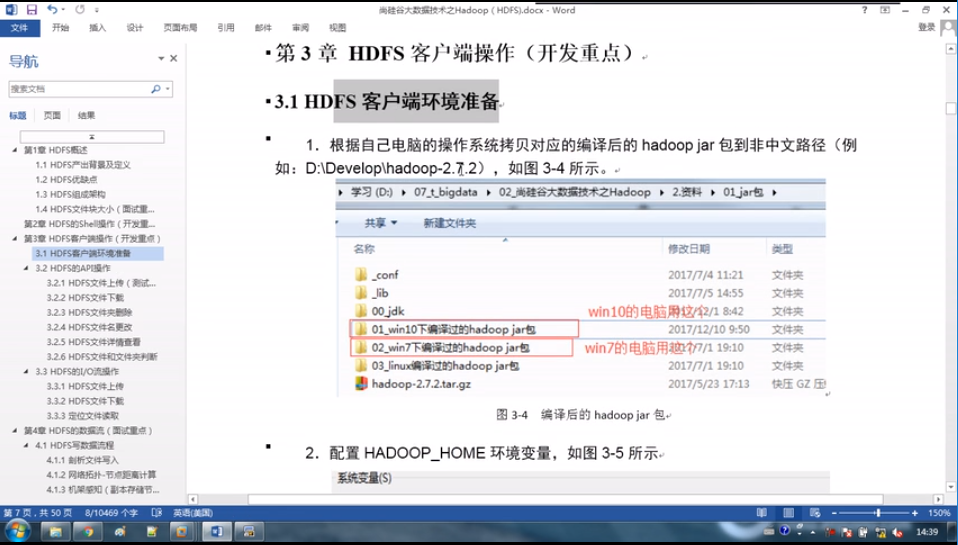 尚硅谷大数据技术之Hadoop（HDFS).docx - Word
文件 开始 插入 设计 页面布局 引用 邮件 审阅 视图 登录
导航
搜索文档
标题 页面 结果
第1章 HDFS概述
1.1 HDFS产出背景及定义
1.2 HDFS优缺点
1.3 HDFS组成架构
1.4 HDFS文件块大小（面试重...
第2章 HDFS的Shell操作（开发重...
第3章 HDFS客户端操作（开发重点）
3.1 HDFS客户端环境准备
3.2 HDFS的API操作
3.2.1 HDFS文件上传（测试...
3.2.2 HDFS文件下载
3.2.3 HDFS文件夹删除
3.2.4 HDFS文件名更改
3.2.5 HDFS文件详情查看
3.2.6 HDFS文件和文件夹判断
3.3 HDFS的I/O流操作
3.3.1 HDFS文件上传
3.3.2 HDFS文件下载
3.3.3 定位文件读取
第4章 HDFS的数据流（面试重点）
4.1 HDFS写数据流程
4.1.1 剖析文件写入
4.1.2 网络拓扑-节点距离计算
4.1.3 机架感知（副本存储节...
第 3 章 HDFS 客户端操作（开发重点）
3.1 HDFS 客户端环境准备
1．根据自己电脑的操作系统拷贝对应的编译后的 hadoop jar 包到非中文路径（例
如：D:\Develop\hadoop-2.7.2），如图 3-4 所示。
学习 (D:) 07_t_bigdata 02_尚硅谷大数据技术之Hadoop 2.资料 01_jar包
共享 新建文件夹
名称 修改日期 类型
_conf 2017/7/4 11:21 文件夹
_lib 2017/7/5 14:55 文件夹
00_jdk win10的电脑用这个 8:42 文件夹
01_win10下编译过的hadoop jar包 2017/12/10 9:50 文件夹
02_win7下编译过的hadoop jar包 win7的电脑用这个 19:10 文件夹
03_linux编译过的hadoop jar包 2017/7/1 19:10 文件夹
hadoop-2.7.2.tar.gz 2017/5/23 17:13 快压 GZ 压
图 3-4 编译后的 hadoop jar 包
2．配置 HADOOP_HOME 环境变量，如图 3-5 所示
系统变量(S)
第 7 页，共 50 页 8/10469 个字 英语(美国) 150%
14:39